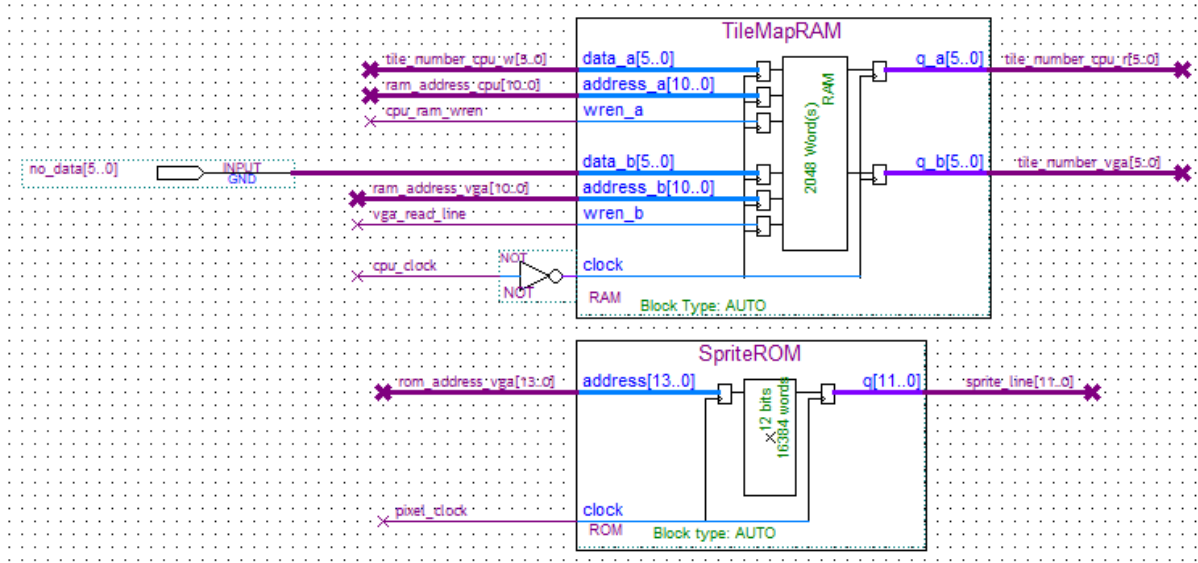 TileMapRAM
tile_number_cpu_w[5..0] data_a[5..0] q_a[5..0] tile_number_cpu_r[5..0]
ram_address_cpu[10..0] address_a[10..0]
cpu_ram_wren wren_a
2048 Word(s)
RAM
no_data[5..0] INPUT data_b[5..0] q_b[5..0] tile_number_vga[5..0]
GND
ram_address_vga[10..0] address_b[10..0]
vga_read_line wren_b
NOT
cpu_clock clock
NOT RAM
Block Type: AUTO
SpriteROM
rom_address_vga[13..0] address[13..0] q[11..0] sprite_line[11..0]
12 bits
×
16384 words
pixel_clock clock
ROM Block type: AUTO